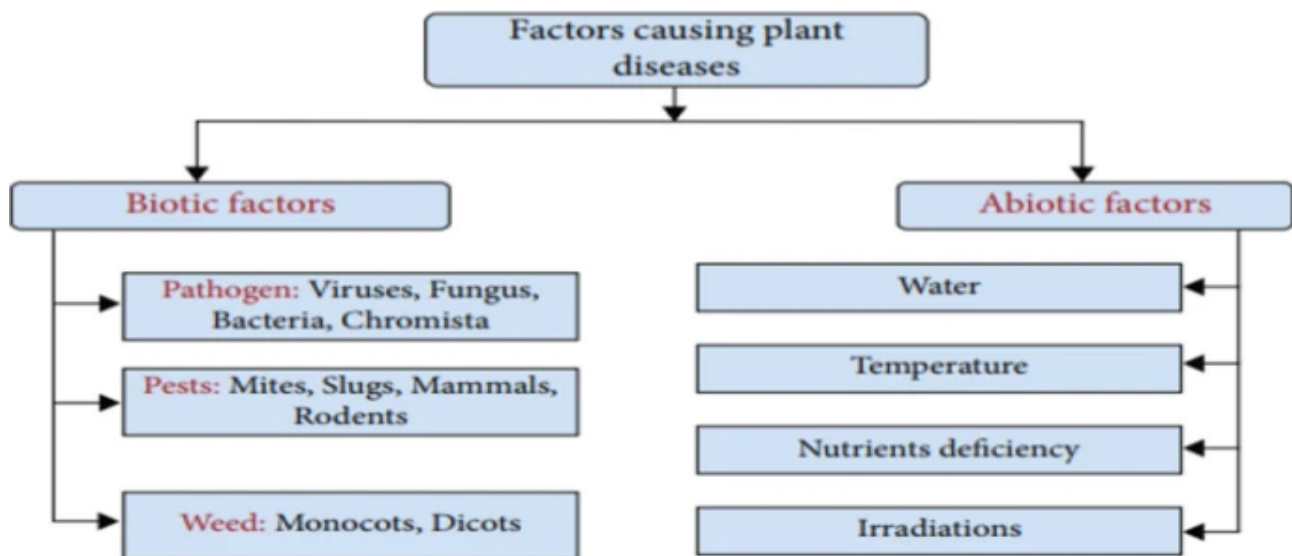 Factors causing plant
diseases
Biotic factors
Abiotic factors
Pathogen: Viruses, Fungus,
Bacteria, Chromista
Pests: Mites, Slugs, Mammals,
Rodents
Weed: Monocots, Dicots
Water
Temperature
Nutrients deficiency
Irradiations